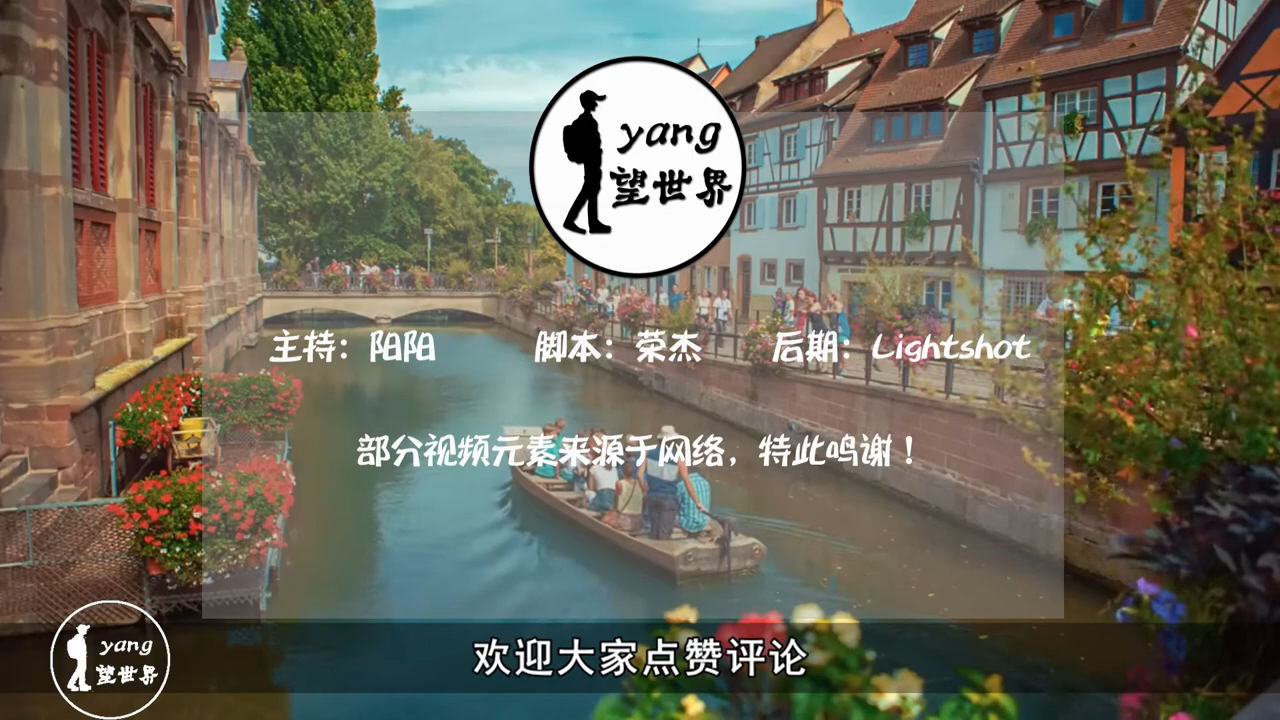 yang
望世界
主持：阳阳 脚本：荣杰 后期：Lightshot
部分视频元素来源于网络，特此鸣谢！
欢迎大家点赞评论
yang
望世界